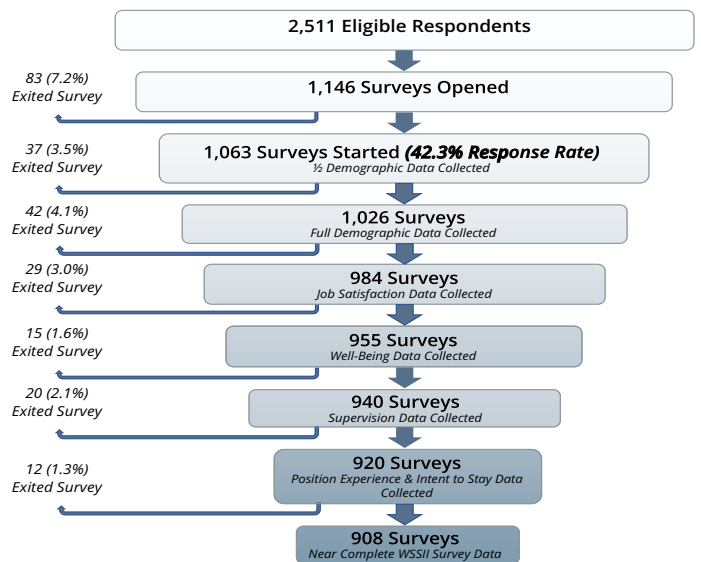 2,511 Eligible Respondents
83 (7.2%)
Exited Survey
1,146 Surveys Opened
37 (3.5%)
Exited Survey
1,063 Surveys Started (42.3% Response Rate)
½ Demographic Data Collected
42 (4.1%)
Exited Survey
1,026 Surveys
Full Demographic Data Collected
29 (3.0%)
Exited Survey
984 Surveys
Job Satisfaction Data Collected
15 (1.6%)
Exited Survey
955 Surveys
Well-Being Data Collected
20 (2.1%)
Exited Survey
940 Surveys
Supervision Data Collected
12 (1.3%)
Exited Survey
920 Surveys
Position Experience & Intent to Stay Data
Collected
908 Surveys
Near Complete WSSII Survey Data